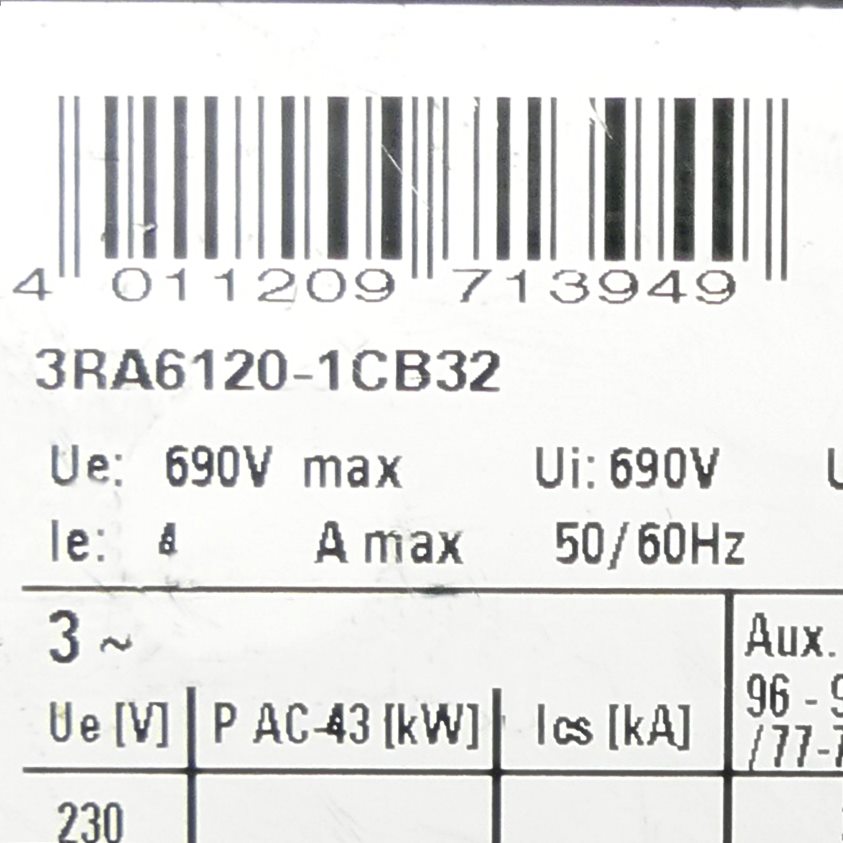 4 011209 713949
3RA6120-1CB32
Ue: 690V max Ui: 690V
Ie: 4 A max 50/60Hz
3 ~
Aux.
Ue [V] P AC-43 [kW] Ics [kA] 96 -
/77-
230